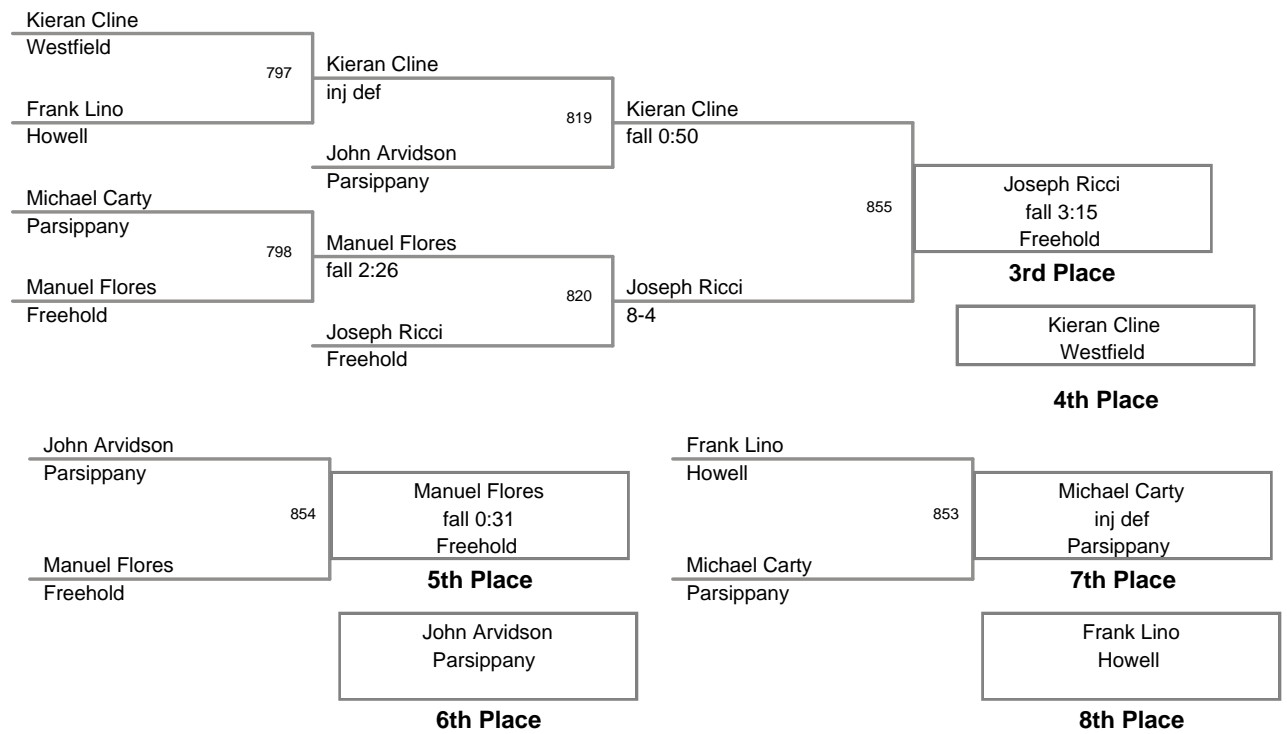 Kieran Cline
Westfield
797
Frank Lino
Howell
Kieran Cline
inj def
819
John Arvidson
Parsippany
Michael Carty
Parsippany
798
Manuel Flores
Freehold
Manuel Flores
fall 2:26
820
Joseph Ricci
Freehold
Kieran Cline
fall 0:50
855
Joseph Ricci
8-4
Joseph Ricci
fall 3:15
Freehold
3rd Place
Kieran Cline
Westfield
4th Place
John Arvidson
Parsippany
854
Manuel Flores
Freehold
Manuel Flores
fall 0:31
Freehold
5th Place
John Arvidson
Parsippany
6th Place
Frank Lino
Howell
853
Michael Carty
Parsippany
Michael Carty
inj def
Parsippany
7th Place
Frank Lino
Howell
8th Place